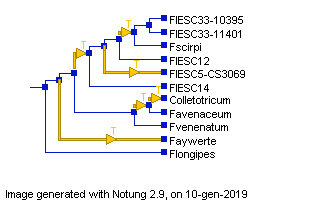 T
FIESC33-10395
FIESC33-11401
T
Fscirpi
T
FIESC12
T
FIESC5-CS3069
FIESC14
T
Colletotricum
T
Favenaceum
Fvenenatum
T
Faywerte
Flongipes
Image generated with Notung 2.9, on 10-gen-2019